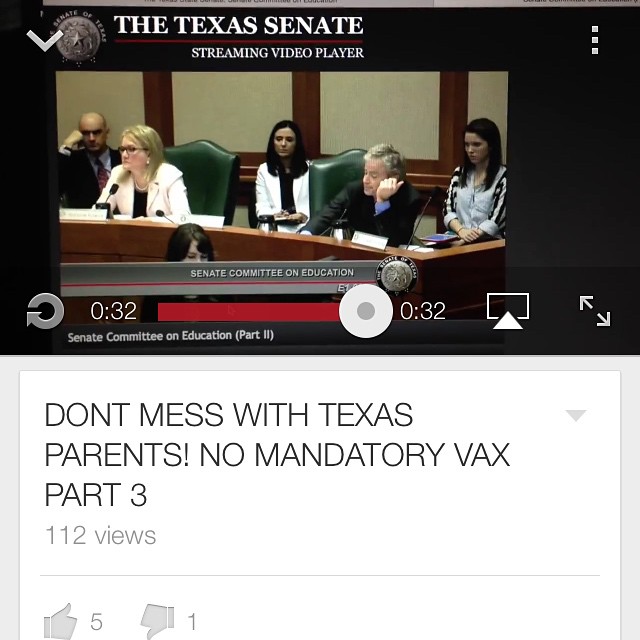 THE TEXAS SENATE
STREAMING VIDEO PLAYER
SENATE COMMITTEE ON EDUCATION
0:32
0:32
Senate Committee on Education (Part II)
DONT MESS WITH TEXAS
PARENTS! NO MANDATORY VAX
PART 3
112 views
5
1